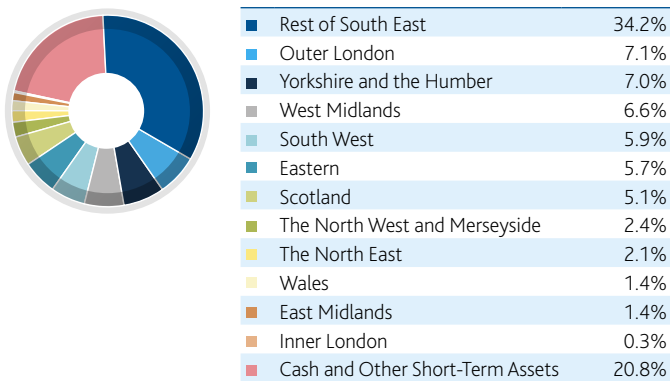 Rest of South East 34.2%
Outer London 7.1%
Yorkshire and the Humber 7.0%
West Midlands 6.6%
South West 5.9%
Eastern 5.7%
Scotland 5.1%
The North West and Merseyside 2.4%
The North East 2.1%
Wales 1.4%
East Midlands 1.4%
Inner London 0.3%
Cash and Other Short-Term Assets 20.8%